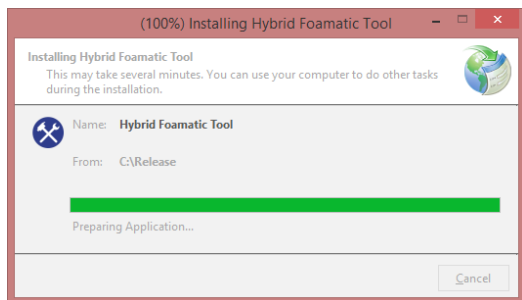 (100%) Installing Hybrid Foamatic Tool
Installing Hybrid Foamatic Tool
This may take several minutes. You can use your computer to do other tasks
during the installation.
Name: Hybrid Foamatic Tool
From: C:\Release
Preparing Application...
Cancel